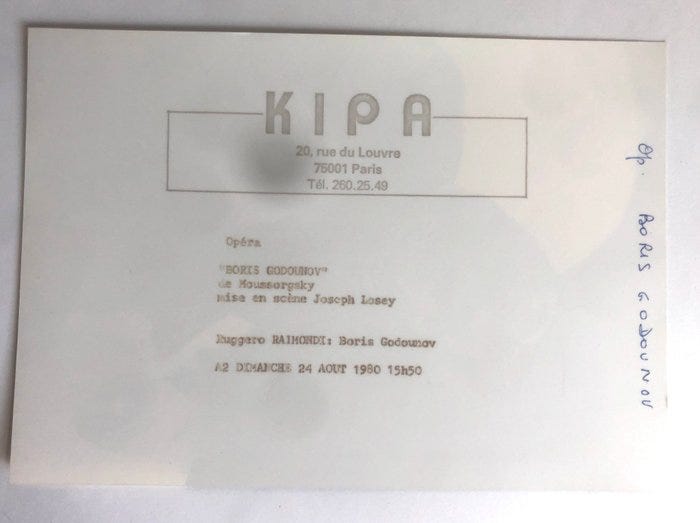 KIPA
20, rue du Louvre
75001 Paris
Tél. 260.25.49
Opéra
"BORIS GODOUNOV"
de Moussorgsky
mise en scène Joseph Losey
Ruggero RAIMONDI: Boris Godounov
A2 DIMANCHE 24 AOUT 1980 15h50
Op. BORIS GODOUNOV